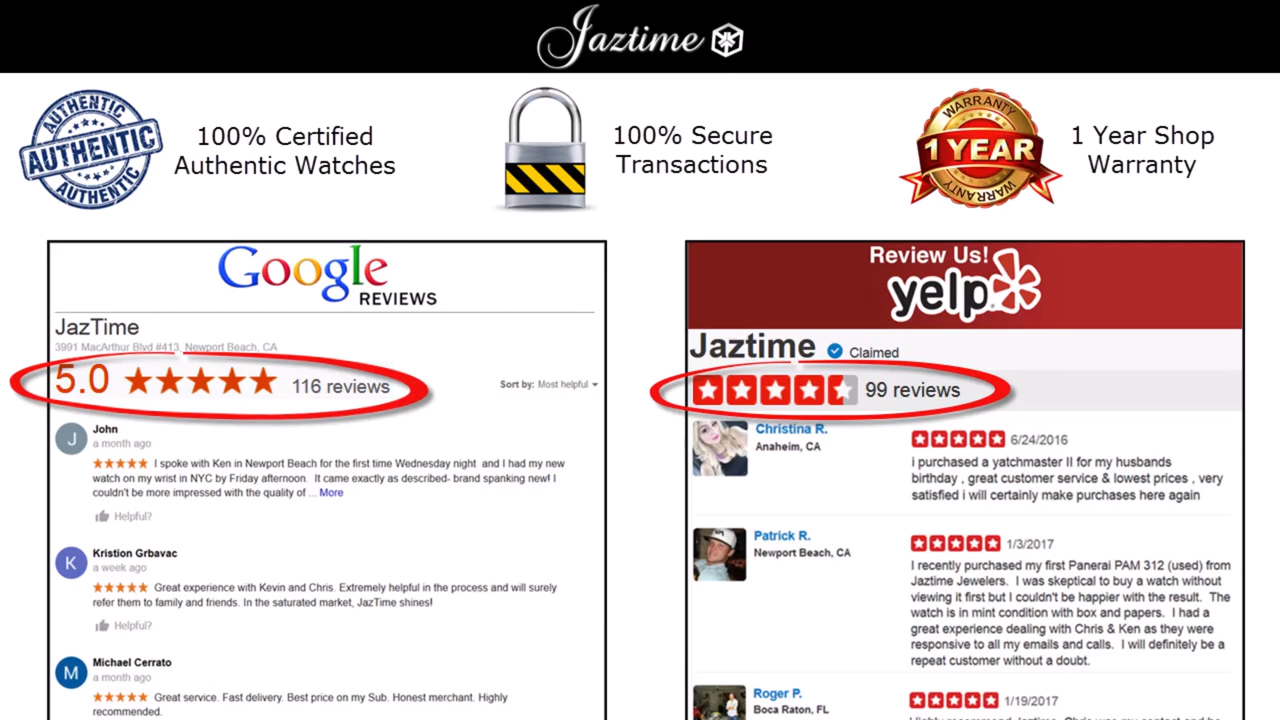 Jaztime
AUTHENTIC
AUTHENTIC
AUTHENTIC
100% Certified
Authentic Watches
100% Secure
Transactions
WARRANTY
1 YEAR
WARRANTY
1 Year Shop
Warranty
Google
REVIEWS
JazTime
3991 MacArthur Blvd #413, Newport Beach, CA
5.0 116 reviews
Sort by: Most helpful
J
John
a month ago
I spoke with Ken in Newport Beach for the first time Wednesday night and I had my new
watch on my wrist in NYC by Friday afternoon. It came exactly as described- brand spanking new! I
couldn't be more impressed with the quality of ... More
Helpful?
K
Kristion Grbavac
a week ago
Great experience with Kevin and Chris. Extremely helpful in the process and will surely
refer them to family and friends. In the saturated market, JazTime shines!
Helpful?
M
Michael Cerrato
a month ago
Great service. Fast delivery. Best price on my Sub. Honest merchant. Highly
recommended.
Review Us!
yelp
Jaztime Claimed
99 reviews
Christina R.
Anaheim, CA
6/24/2016
i purchased a yatchmaster II for my husbands
birthday , great customer service & lowest prices , very
satisfied i will certainly make purchases here again
Patrick R.
Newport Beach, CA
1/3/2017
I recently purchased my first Panerai PAM 312 (used) from
Jaztime Jewelers. I was skeptical to buy a watch without
viewing it first but I couldn't be happier with the result. The
watch is in mint condition with box and papers. I had a
great experience dealing with Chris & Ken as they were
responsive to all my emails and calls. I will definitely be a
repeat customer without a doubt.
Roger P.
Boca Raton, FL
1/19/2017
Highly recommend Jaztime. Chris was my contact and he